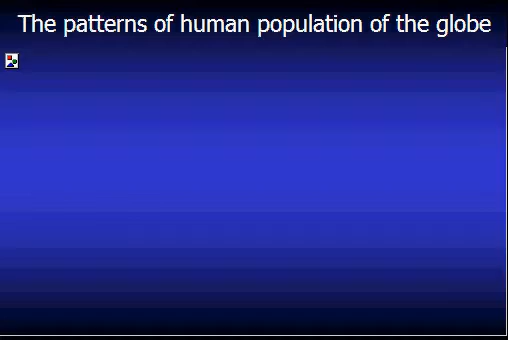 The patterns of human population of the globe